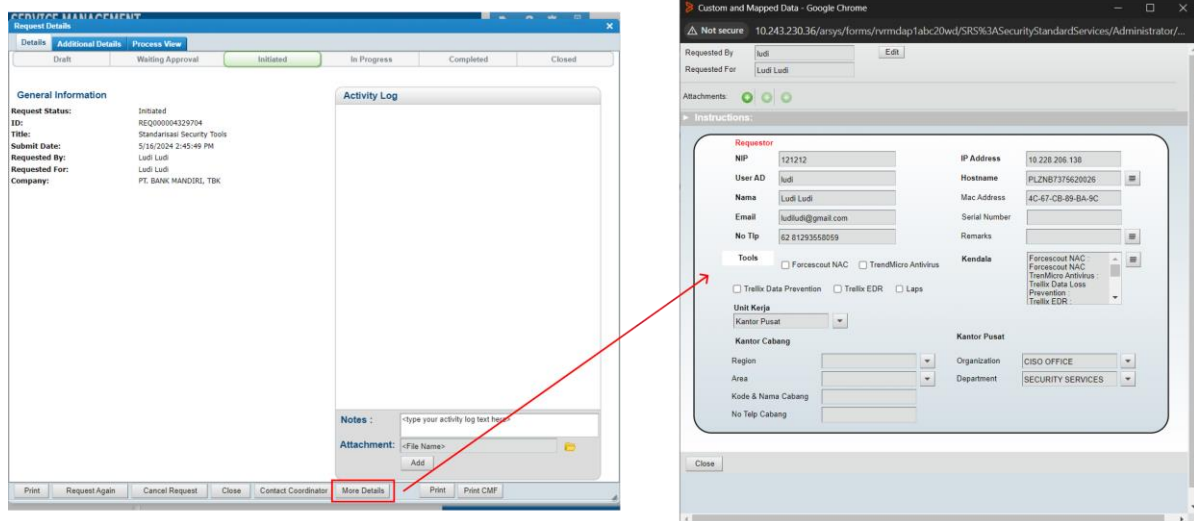 SERVICE MANAGEMENT
Request Details
Details Additional Details Process View
Draft Waiting Approval Initiated In Progress Completed Closed
General Information
Request Status: Initiated
ID: REQ000004329704
Title: Standarisasi Security Tools
Submit Date: 5/16/2024 2:45:49 PM
Requested By: Ludi Ludi
Requested For: Ludi Ludi
Company: PT. BANK MANDIRI, TBK
Activity Log
Notes : <type your activity log text here>
Attachment: <File Name>
Add
Print Request Again Cancel Request Close Contact Coordinator More Details Print Print CMF
Custom and Mapped Data - Google Chrome
Not secure 10.243.230.36/arsys/forms/rvrmdap1abc20wd/SRS%3ASecurityStandardServices/Administrator/...
Requested By ludi Edit
Requested For Ludi Ludi
Attachments:
Instructions:
Requestor
NIP 121212 IP Address 10.228.206.138
User AD ludi Hostname PLZNB7375620026
Nama Ludi Ludi Mac Address 4C-67-CB-89-BA-9C
Email ludiludi@gmail.com Serial Number
No Tlp 62 81293558059 Remarks
Tools Forcescout NAC TrendMicro Antivirus Kendala
Forcescout NAC :
Forcescout NAC
TrenMicro Antivirus :
Trellix Data Loss
Prevention :
Trellix EDR :
Trellix Data Prevention Trellix EDR Laps
Unit Kerja
Kantor Pusat
Kantor Cabang Kantor Pusat
Region Organization CISO OFFICE
Area Department SECURITY SERVICES
Kode & Nama Cabang
No Telp Cabang
Close